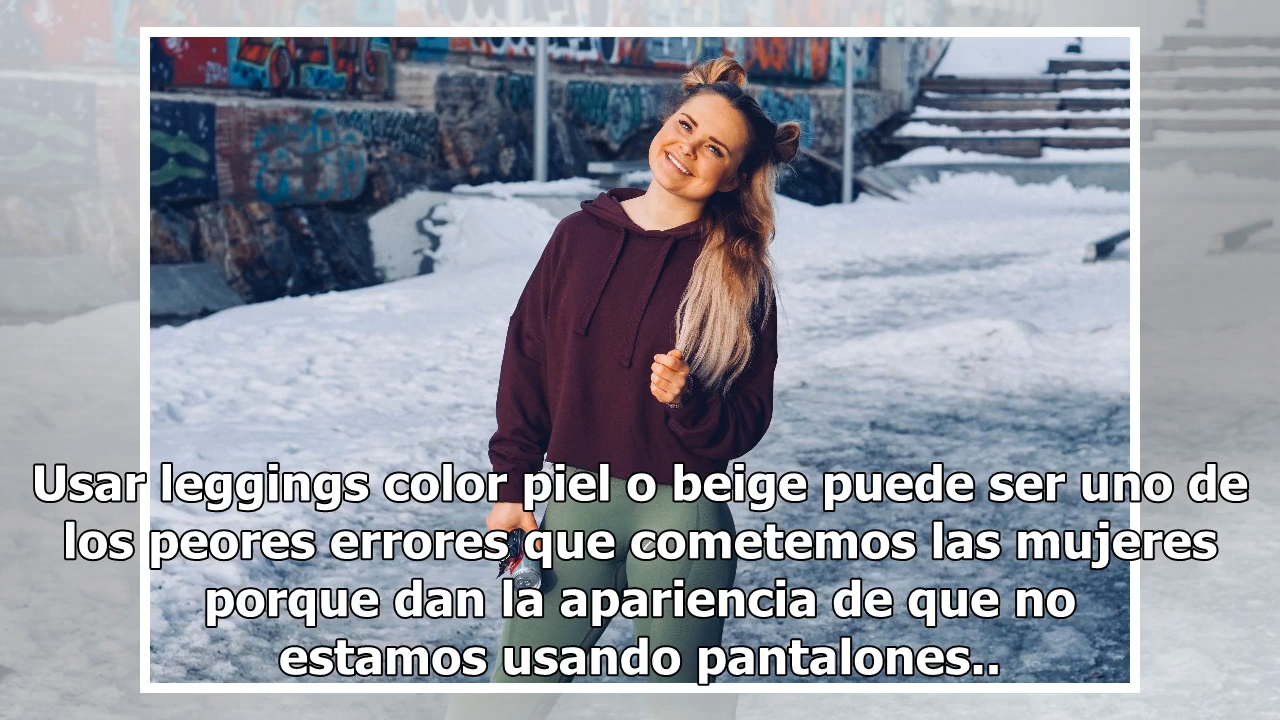 Usar leggings color piel o beige puede ser uno de
los peores errores que cometemos las mujeres
porque dan la apariencia de que no
estamos usando pantalones..